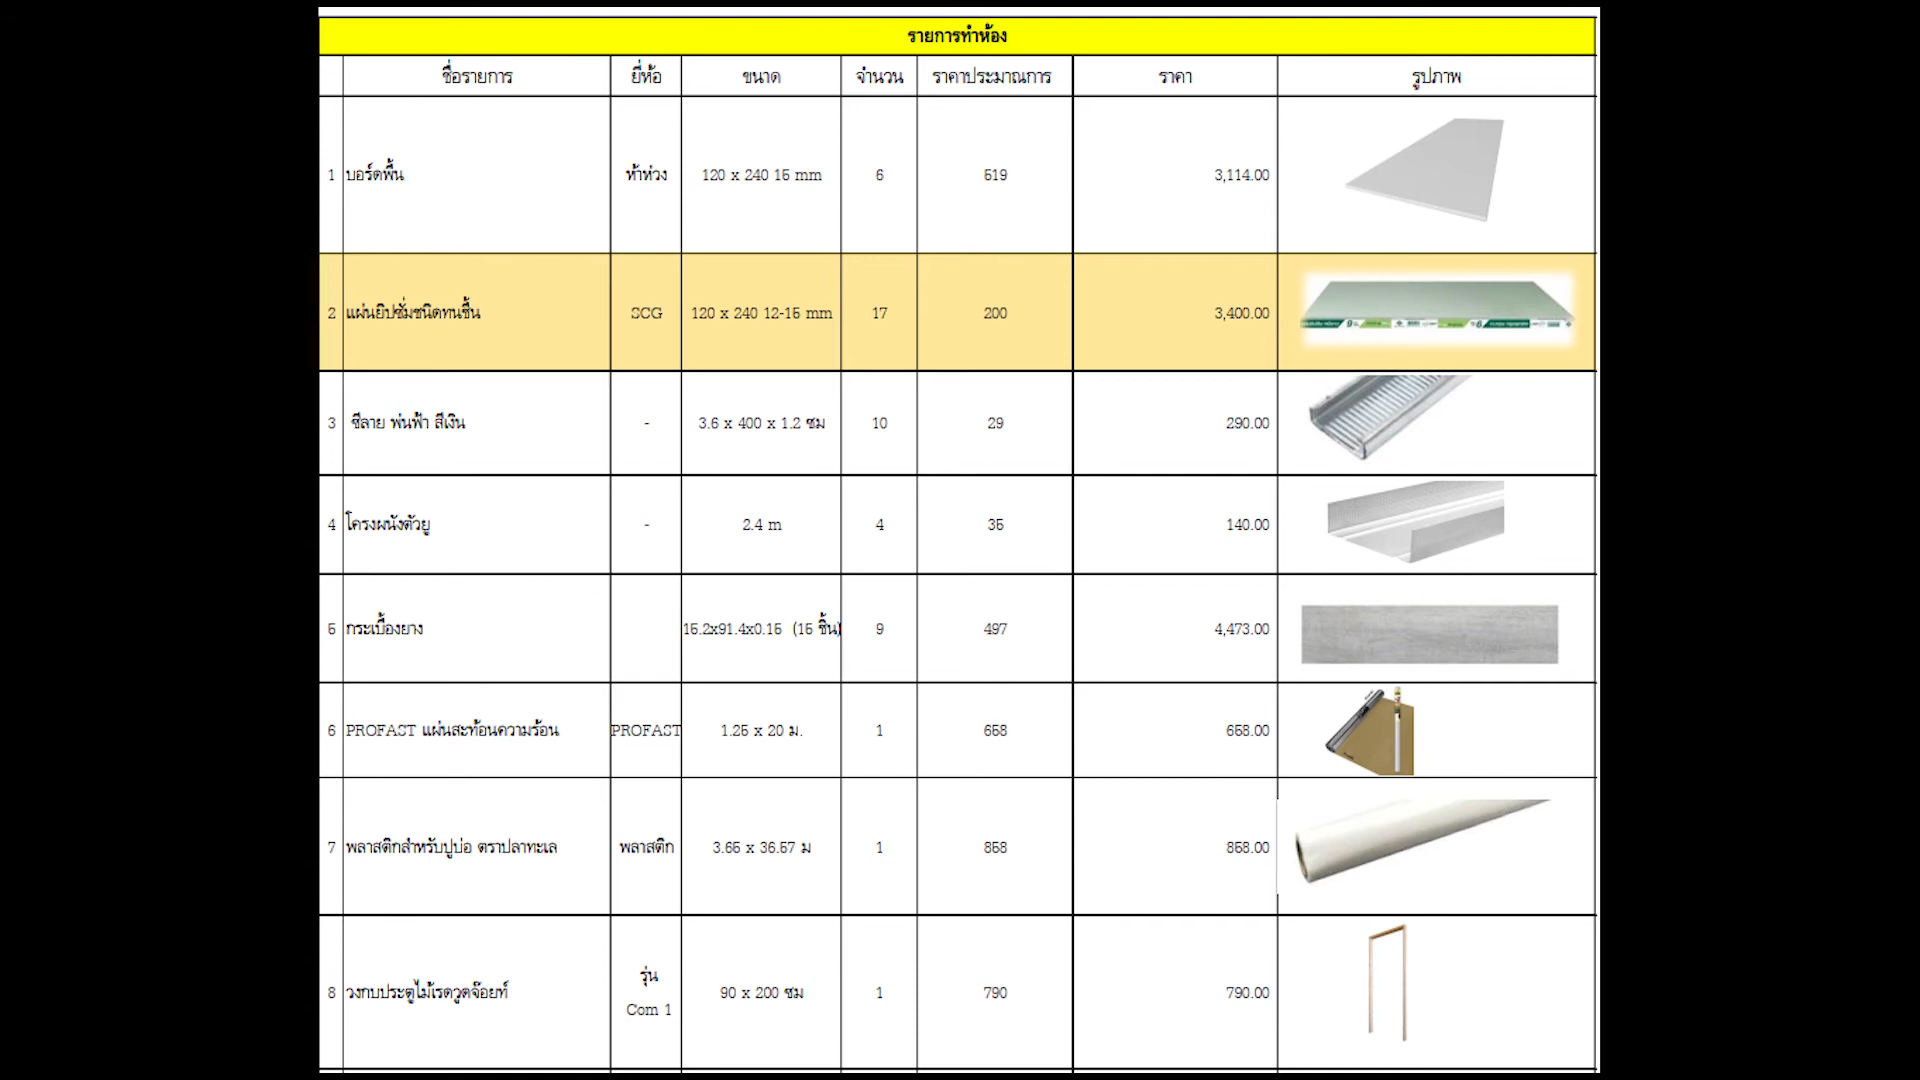 รายการทำห้อง
ชื่อรายการ ยี่ห้อ ขนาด จำนวน ราคาประมาณการ ราคา รูปภาพ
1 บอร์ดพื้น ห้าห่วง 120 x 240 15 mm 6 519 3,114.00
2 แผ่นยิปซั่มชนิดทนชื้น SCG 120 x 240 12-15 mm 17 200 3,400.00
3 ซีลาย พ่นฟ้า สีเงิน - 3.6 x 400 x 1.2 ซม 10 29 290.00
4 โครงผนังตัวยู - 2.4 m 4 35 140.00
5 กระเบื้องยาง 15.2x91.4x0.15 (15 ชิ้น) 9 497 4,473.00
6 PROFAST แผ่นสะท้อนความร้อน PROFAST 1.25 x 20 ม. 1 658 658.00
7 พลาสติกสำหรับปูบ่อ ตราปลาทะเล พลาสติก 3.65 x 36.57 ม 1 858 858.00
8 วงกบประตูไม้เรดวูดจ๊อยท์ รุ่น Com 1 90 x 200 ซม 1 790 790.00